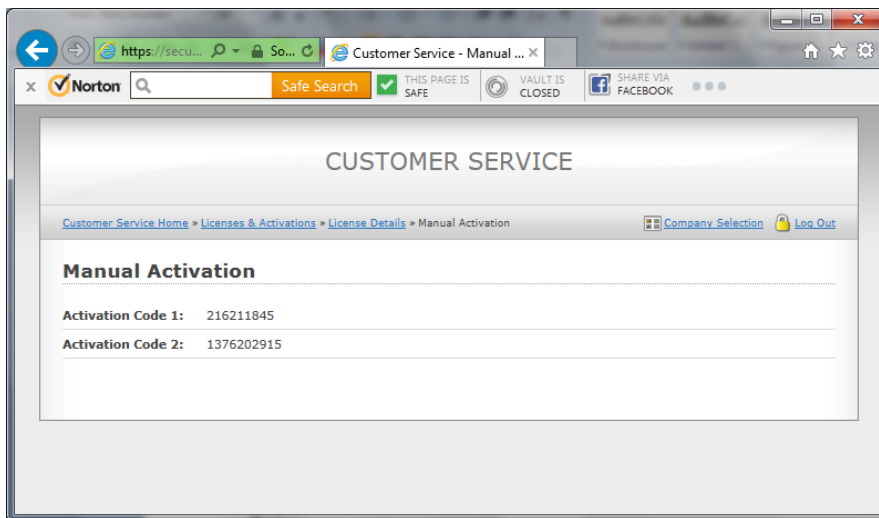 https://secu... So... Customer Service - Manual ...
Norton Safe Search THIS PAGE IS SAFE VAULT IS CLOSED SHARE VIA FACEBOOK
CUSTOMER SERVICE
Customer Service Home » Licenses & Activations » License Details » Manual Activation Company Selection Log Out
Manual Activation
Activation Code 1: 216211845
Activation Code 2: 1376202915